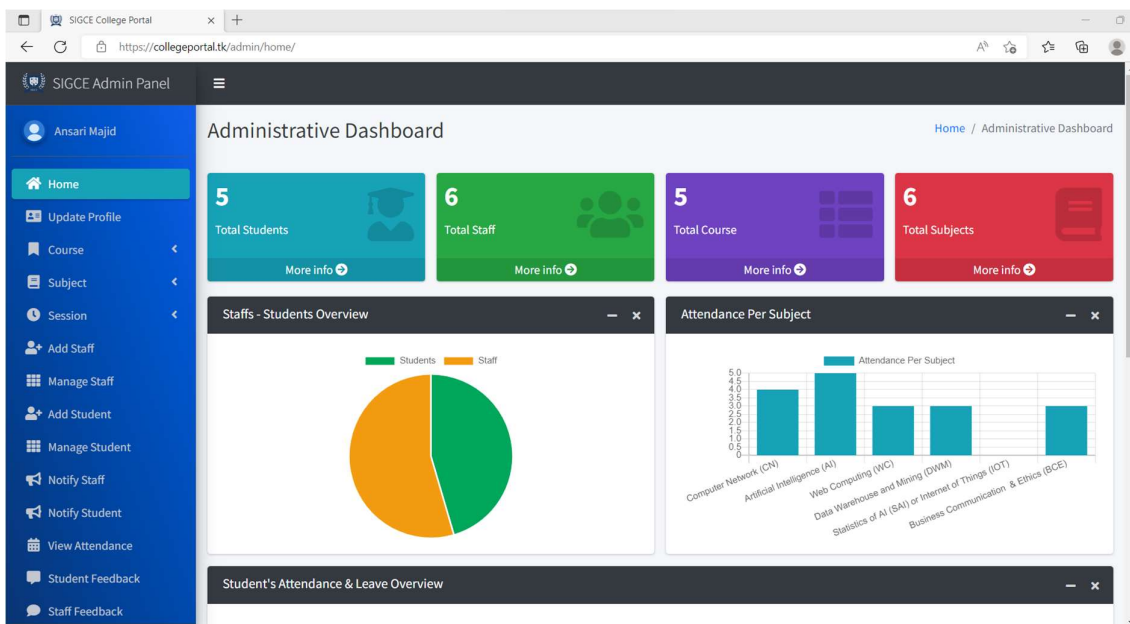 SIGCE College Portal
https://collegeportal.tk/admin/home/
SIGCE Admin Panel
Ansari Majid
Home
Update Profile
Course
Subject
Session
Add Staff
Manage Staff
Add Student
Manage Student
Notify Staff
Notify Student
View Attendance
Student Feedback
Staff Feedback
Administrative Dashboard
Home / Administrative Dashboard
5
Total Students
More info
6
Total Staff
More info
5
Total Course
More info
6
Total Subjects
More info
Staffs - Students Overview
Students Staff
Attendance Per Subject
Attendance Per Subject
5.0
4.5
4.0
3.5
3.0
2.5
2.0
1.5
1.0
0.5
0
Computer Network (CN)
Artificial Intelligence (AI)
Web Computing (WC)
Data Warehouse and Mining (DWM)
Statistics of AI (SAI) or Internet of Things (IOT)
Business Communication & Ethics (BCE)
Student's Attendance & Leave Overview